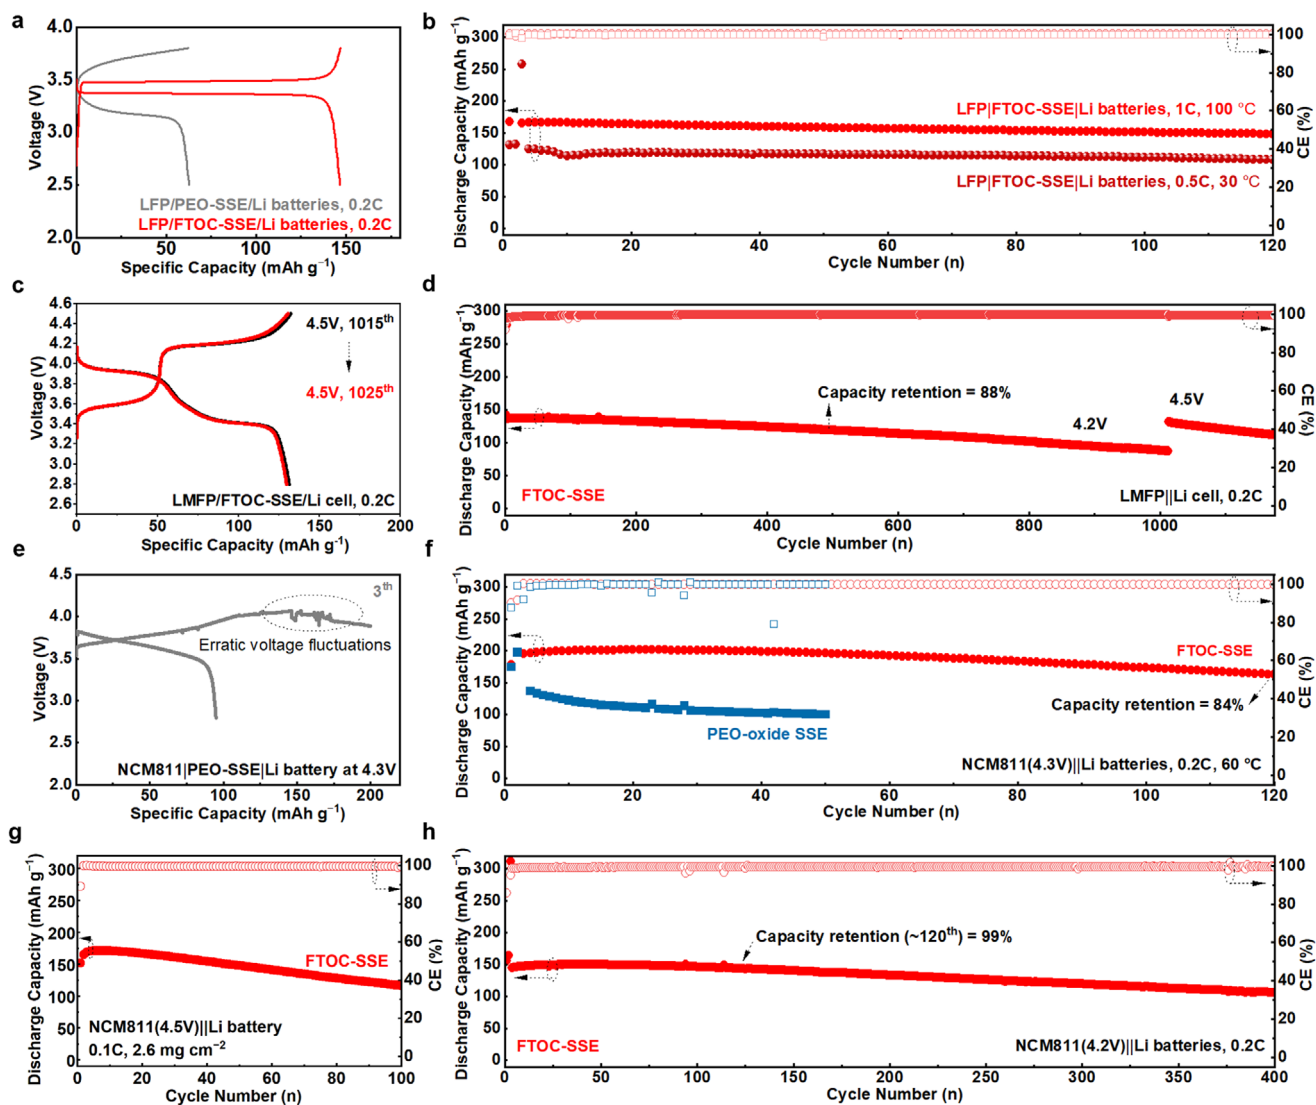 a
4.0
3.5
3.0
2.5
2.0
Voltage (V)
LFP/PEO-SSE/Li batteries, 0.2C
LFP/FTOC-SSE/Li batteries, 0.2C
0 50 100 150
Specific Capacity (mAh g⁻¹)
b
300
250
200
150
100
50
0
Discharge Capacity (mAh g⁻¹)
LFP|FTOC-SSE|Li batteries, 1C, 100 °C
LFP|FTOC-SSE|Li batteries, 0.5C, 30 °C
100
80
60
40
20
0
CE (%)
0 20 40 60 80 100 120
Cycle Number (n)
c
4.6
4.4
4.2
4.0
3.8
3.6
3.4
3.2
3.0
2.8
2.6
Voltage (V)
4.5V, 1015ᵗʰ
4.5V, 1025ᵗʰ
LMFP/FTOC-SSE/Li cell, 0.2C
0 50 100 150 200
Specific Capacity (mAh g⁻¹)
d
300
250
200
150
100
50
0
Discharge Capacity (mAh g⁻¹)
Capacity retention = 88%
4.5V
4.2V
FTOC-SSE
LMFP||Li cell, 0.2C
100
80
60
40
20
0
CE (%)
0 200 400 600 800 1000
Cycle Number (n)
e
4.5
4.0
3.5
3.0
2.5
2.0
Voltage (V)
3ᵗʰ
Erratic voltage fluctuations
NCM811|PEO-SSE|Li battery at 4.3V
0 50 100 150 200
Specific Capacity (mAh g⁻¹)
f
300
250
200
150
100
50
0
Discharge Capacity (mAh g⁻¹)
FTOC-SSE
Capacity retention = 84%
PEO-oxide SSE
NCM811(4.3V)||Li batteries, 0.2C, 60 °C
100
80
60
40
20
0
CE (%)
0 20 40 60 80 100 120
Cycle Number (n)
g
300
250
200
150
100
50
0
Discharge Capacity (mAh g⁻¹)
FTOC-SSE
NCM811(4.5V)||Li battery
0.1C, 2.6 mg cm⁻²
100
80
60
40
20
0
CE (%)
0 20 40 60 80 100
Cycle Number (n)
h
300
250
200
150
100
50
0
Discharge Capacity (mAh g⁻¹)
Capacity retention (~120ᵗʰ) = 99%
FTOC-SSE
NCM811(4.2V)||Li batteries, 0.2C
100
80
60
40
20
0
CE (%)
0 50 100 150 200 250 300 350 400
Cycle Number (n)